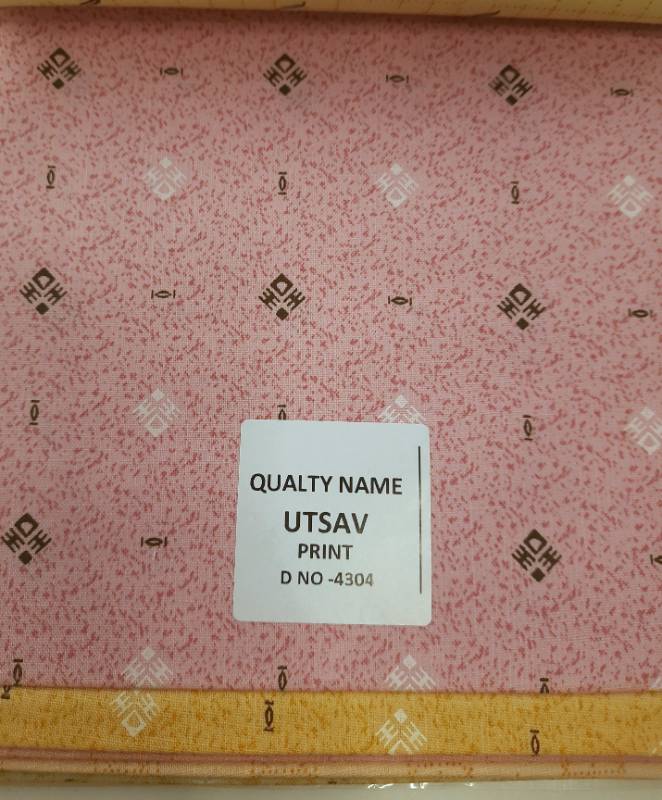 QUALTY NAME
UTSAV
PRINT
D NO -4304